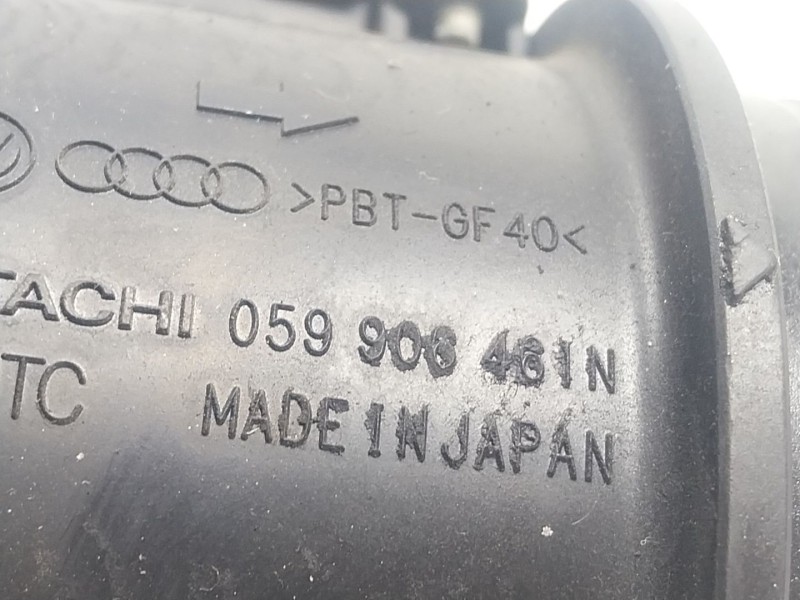 >PBT-GF40<
TACHI 059 906 461N
TC
MADE IN JAPAN